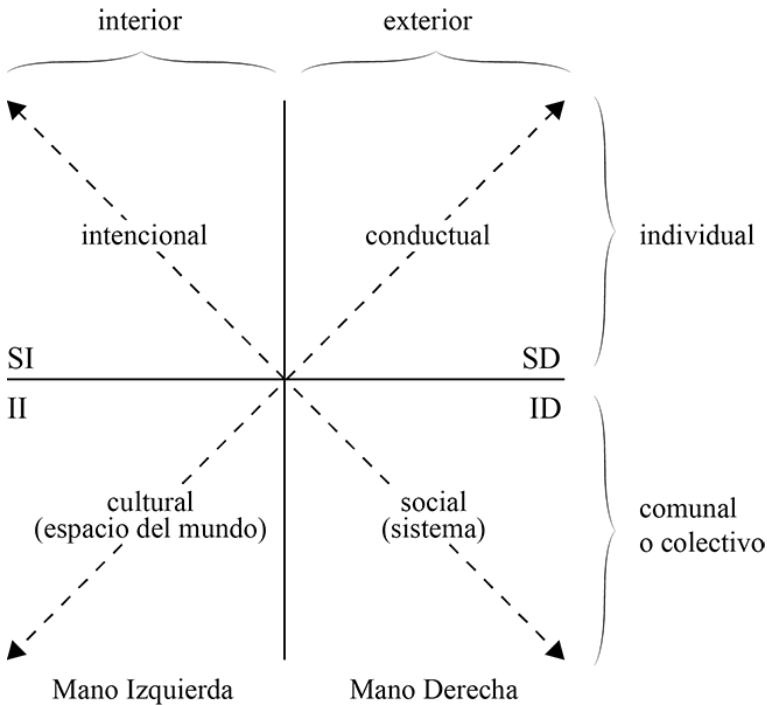 interior
exterior
intencional
conductual
individual
SI
SD
II
ID
cultural
(espacio del mundo)
social
(sistema)
comunal
o colectivo
Mano Izquierda
Mano Derecha